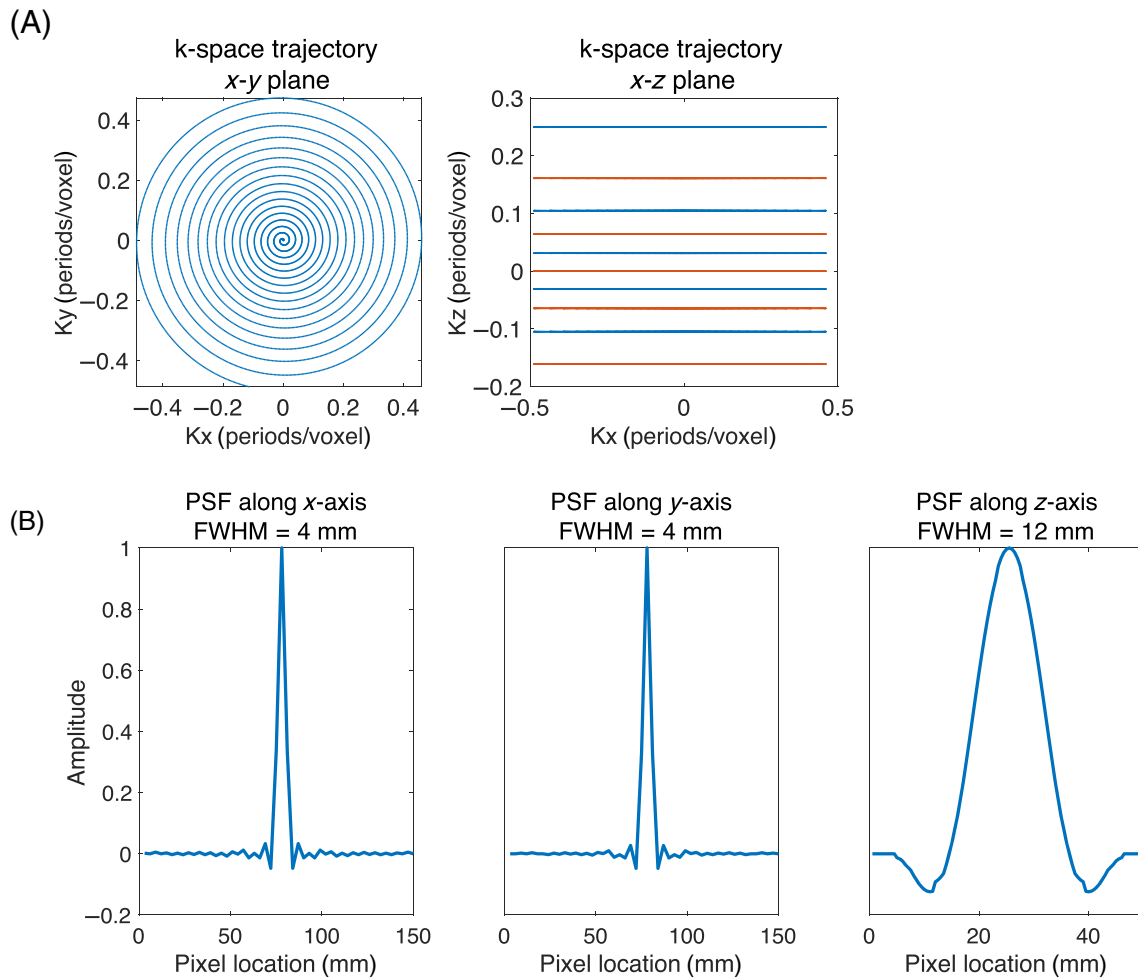 (A)
k-space trajectory
x-y plane
k-space trajectory
x-z plane
Ky (periods/voxel)
0.4
0.2
0
−0.2
−0.4
−0.4
−0.2
0
0.2
0.4
Kx (periods/voxel)
Kz (periods/voxel)
0.3
0.2
0.1
0
−0.1
−0.2
−0.5
0
0.5
Kx (periods/voxel)
(B)
PSF along x-axis
FWHM = 4 mm
PSF along y-axis
FWHM = 4 mm
PSF along z-axis
FWHM = 12 mm
Amplitude
1
0.8
0.6
0.4
0.2
0
−0.2
0
50
100
150
Pixel location (mm)
0
50
100
150
Pixel location (mm)
0
20
40
Pixel location (mm)